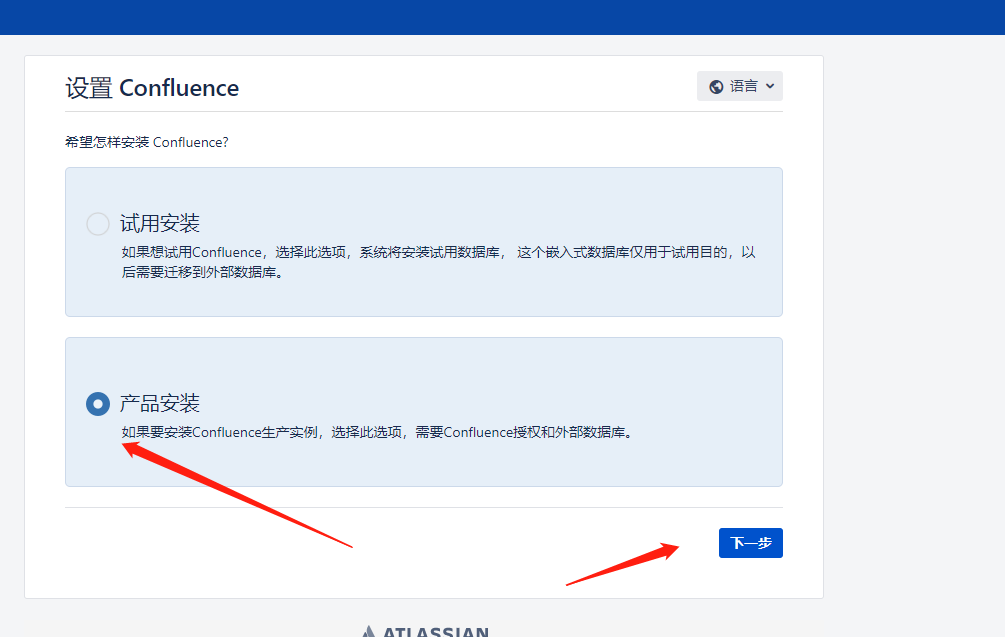 设置 Confluence
语言
希望怎样安装 Confluence?
试用安装
如果想试用Confluence，选择此选项，系统将安装试用数据库， 这个嵌入式数据库仅用于试用目的，以
后需要迁移到外部数据库。
产品安装
如果要安装Confluence生产实例，选择此选项，需要Confluence授权和外部数据库。
下一步
ATLASSIAN